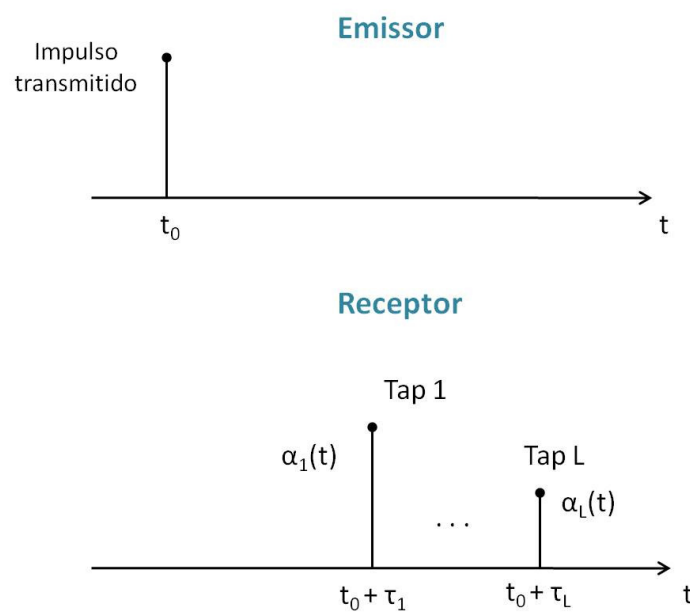 Emissor
Impulso
transmitido
t₀
t
Receptor
Tap 1
α₁(t)
Tap L
. . .
α_L(t)
t₀ + τ₁
t₀ + τ_L
t